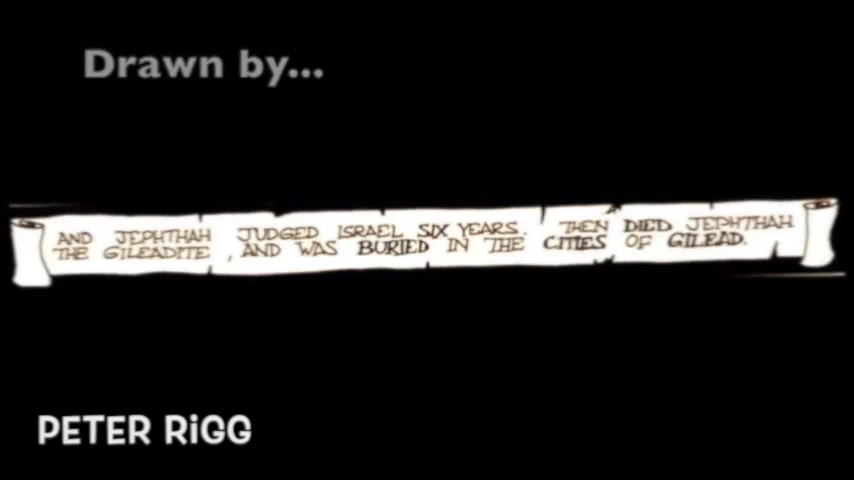 Drawn by...
AND JEPHTHAH JUDGED ISRAEL SIX YEARS. THEN DIED JEPHTHAH
THE GILEADITE , AND WAS BURIED IN THE CITIES OF GILEAD.
PETER RiGG